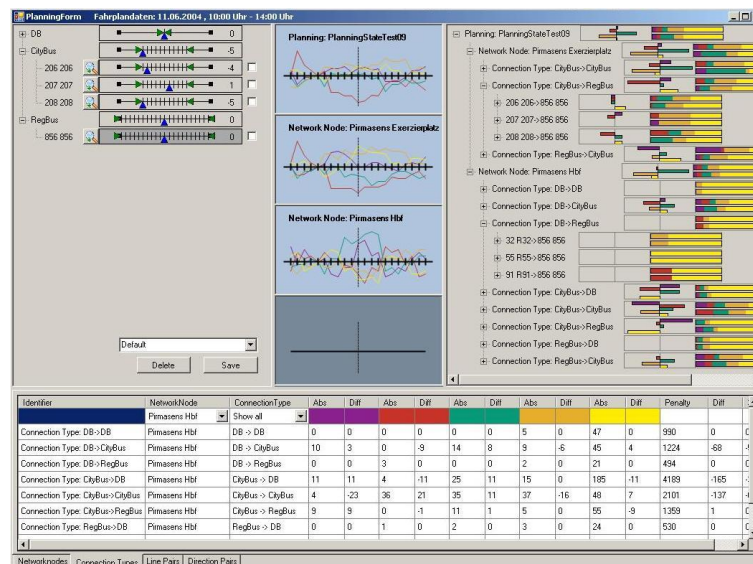 PlanningForm    Fahrplandaten: 11.06.2004 , 10:00 Uhr - 14:00 Uhr
DB 0
CityBus -5
206 206 -4
207 207 1
208 208 -5
RegBus 0
856 856 0
Default
Delete Save
Planning: PlanningStateTest09
Network Node: Pirmasens Exerzierplatz
Network Node: Pirmasens Hbf
Planning: PlanningStateTest09
Network Node: Pirmasens Exerzierplatz
Connection Type: CityBus->CityBus
Connection Type: CityBus->RegBus
206 206->856 856
207 207->856 856
208 208->856 856
Connection Type: RegBus->CityBus
Network Node: Pirmasens Hbf
Connection Type: DB->DB
Connection Type: DB->CityBus
Connection Type: DB->RegBus
32 R32->856 856
55 R55->856 856
91 R91->856 856
Connection Type: CityBus->DB
Connection Type: CityBus->CityBus
Connection Type: CityBus->RegBus
Connection Type: RegBus->DB
Connection Type: RegBus->CityBus
Identifier NetworkNode ConnectionType Abs Diff Abs Diff Abs Diff Abs Diff Abs Diff Penalty Diff
Pirmasens Hbf Show all
Connection Type: DB->DB Pirmasens Hbf DB -> DB 0 0 0 0 0 0 5 0 47 0 990 0
Connection Type: DB->CityBus Pirmasens Hbf DB -> CityBus 10 3 0 -9 14 8 9 -6 45 4 1224 -68
Connection Type: DB->RegBus Pirmasens Hbf DB -> RegBus 0 0 3 0 0 0 2 0 21 0 494 0
Connection Type: CityBus->DB Pirmasens Hbf CityBus -> DB 11 11 4 -11 25 11 15 0 185 -11 4189 -165
Connection Type: CityBus->CityBus Pirmasens Hbf CityBus -> CityBus 4 -23 36 21 35 11 37 -16 48 7 2101 -137
Connection Type: CityBus->RegBus Pirmasens Hbf CityBus -> RegBus 9 9 0 -1 11 1 5 0 55 -9 1359 1
Connection Type: RegBus->DB Pirmasens Hbf RegBus -> DB 0 0 1 0 2 0 3 0 24 0 530 0
Networknodes Connection Types Line Pairs Direction Pairs